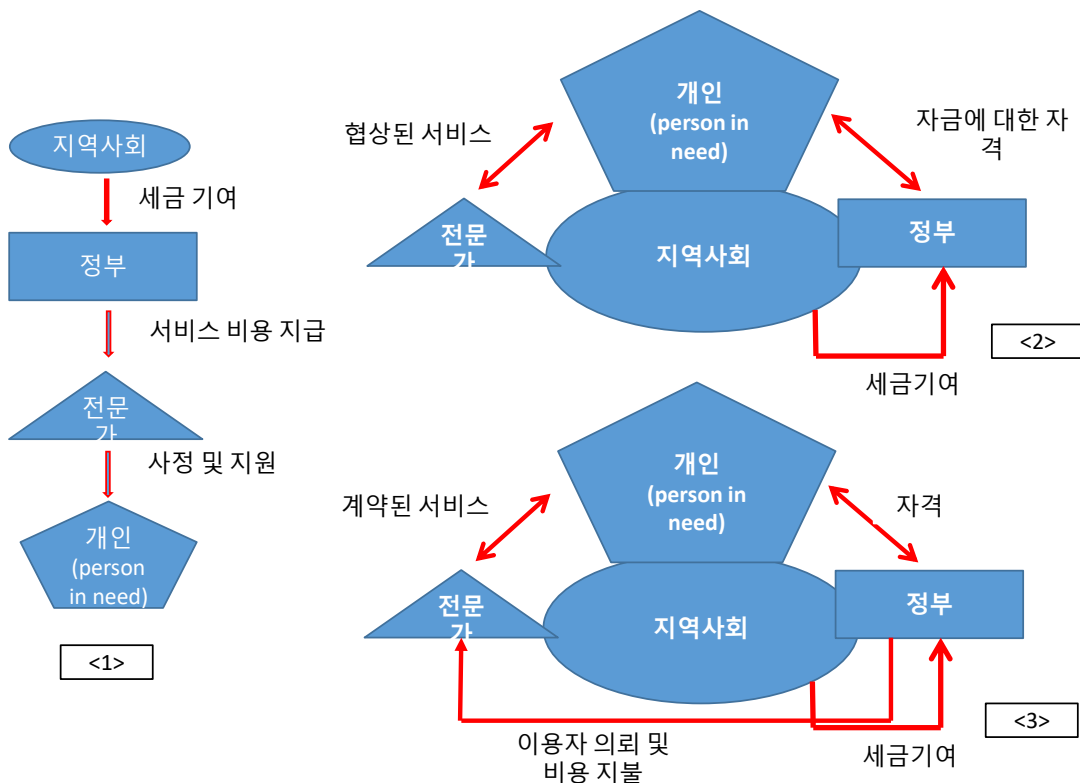 지역사회
세금 기여
정부
서비스 비용 지급
전문
가
사정 및 지원
개인
(person
in need)
<1>
개인
(person in
need)
협상된 서비스
자금에 대한 자
격
전문
가
지역사회
정부
<2>
세금기여
개인
(person in
need)
계약된 서비스
자격
전문
가
지역사회
정부
<3>
이용자 의뢰 및
비용 지불
세금기여